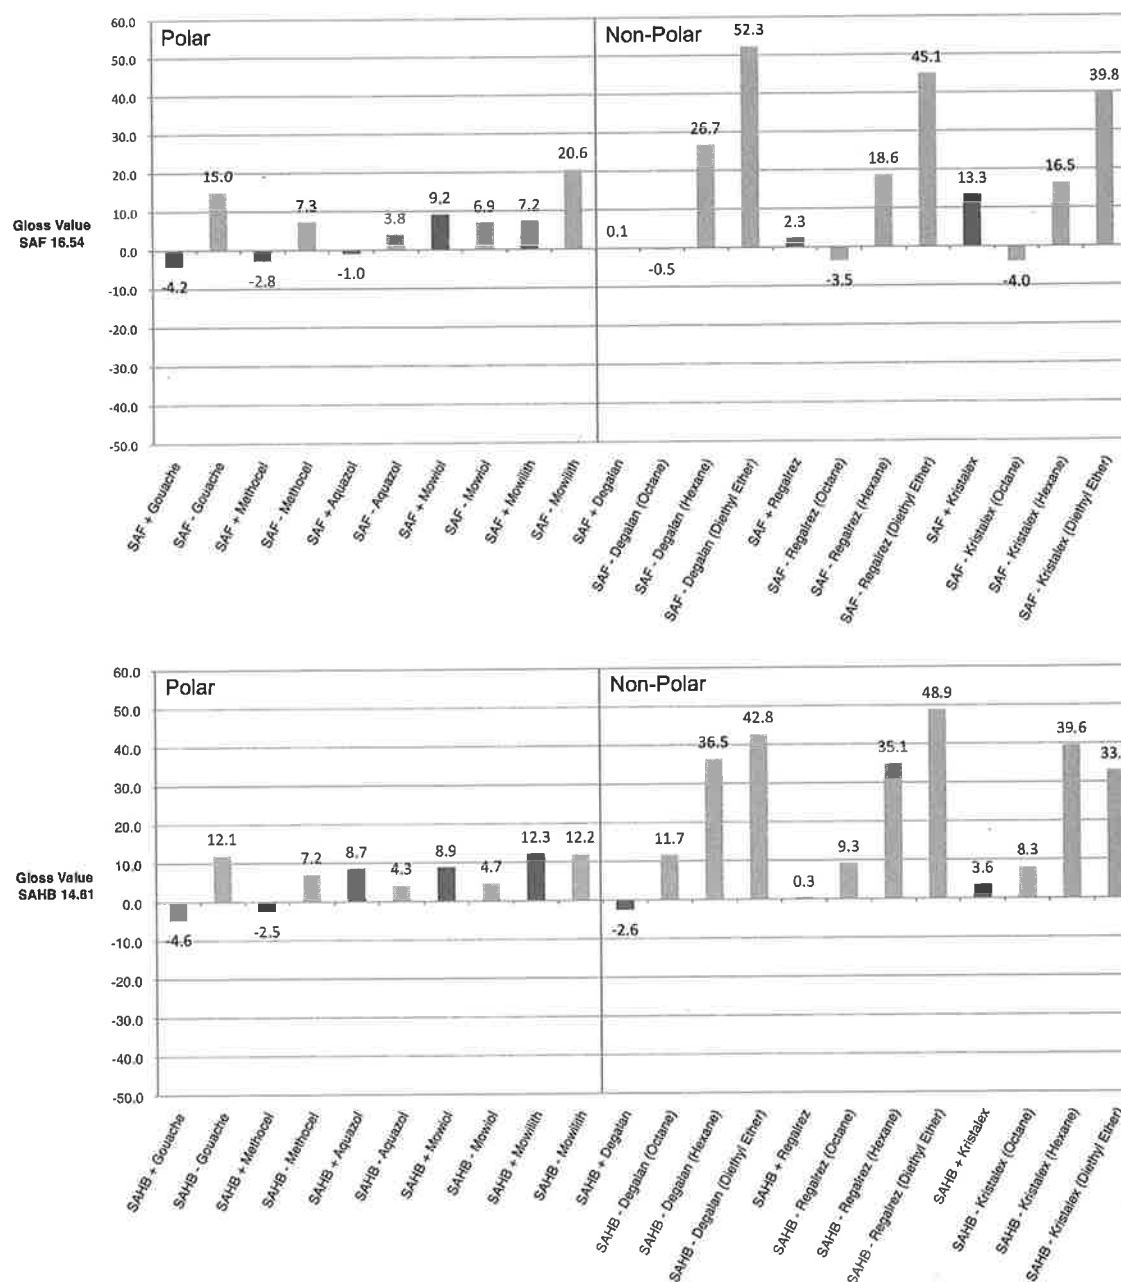 60.0
Polar
Non-Polar
52.3
50.0
45.1
40.0
39.8
30.0
26.7
20.0
20.6
18.6
16.5
15.0
13.3
10.0
9.2
7.3
6.9
7.2
3.8
2.3
Gloss Value
SAF 16.54
0.0
0.1
-4.2
-2.8
-1.0
-0.5
-3.5
-4.0
-10.0
-20.0
-30.0
-40.0
-50.0
SAF + Gouache
SAF - Gouache
SAF + Methocel
SAF - Methocel
SAF + Aquazol
SAF - Aquazol
SAF + Mowiol
SAF - Mowiol
SAF + Mowilith
SAF - Mowilith
SAF + Degalan
SAF - Degalan (Octane)
SAF - Degalan (Hexane)
SAF - Degalan (Diethyl Ether)
SAF + Regalrez
SAF - Regalrez (Octane)
SAF - Regalrez (Hexane)
SAF - Regalrez (Diethyl Ether)
SAF + Kristalex
SAF - Kristalex (Octane)
SAF - Kristalex (Hexane)
SAF - Kristalex (Diethyl Ether)
60.0
Polar
Non-Polar
50.0
48.9
42.8
40.0
39.6
36.5
35.1
33.
30.0
20.0
12.1
12.3
12.2
11.7
10.0
7.2
8.7
4.3
8.9
4.7
9.3
8.3
3.6
0.3
Gloss Value
SAHB 14.81
0.0
-4.6
-2.5
-2.6
-10.0
-20.0
-30.0
-40.0
-50.0
SAHB + Gouache
SAHB - Gouache
SAHB + Methocel
SAHB - Methocel
SAHB + Aquazol
SAHB - Aquazol
SAHB + Mowiol
SAHB - Mowiol
SAHB + Mowilith
SAHB - Mowilith
SAHB + Degalan
SAHB - Degalan (Octane)
SAHB - Degalan (Hexane)
SAHB - Degalan (Diethyl Ether)
SAHB + Regalrez
SAHB - Regalrez (Octane)
SAHB - Regalrez (Hexane)
SAHB - Regalrez (Diethyl Ether)
SAHB + Kristalex
SAHB - Kristalex (Octane)
SAHB - Kristalex (Hexane)
SAHB - Kristalex (Diethyl Ether)